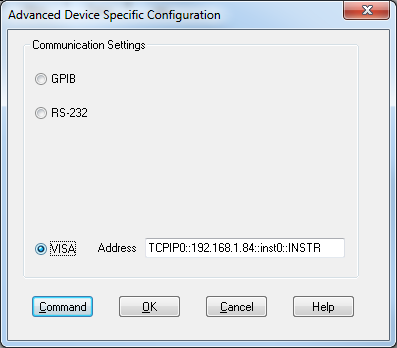 Advanced Device Specific Configuration
Communication Settings
GPIB
RS-232
VISA Address TCPIP0::192.168.1.84::inst0::INSTR
Command OK Cancel Help